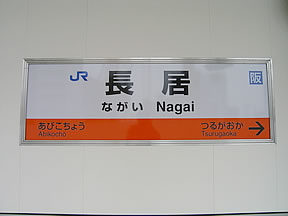 JR 長居 阪
ながい Nagai
あびこちょう つるがおか →
Abikocho Tsurugaoka